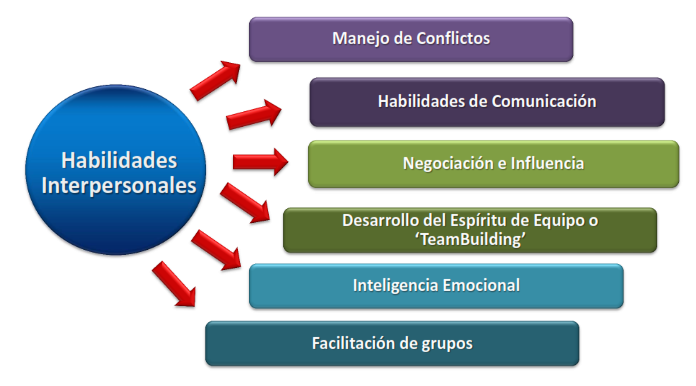 Manejo de Conflictos
Habilidades de Comunicación
Habilidades
Interpersonales
Negociación e Influencia
Desarrollo del Espíritu de Equipo o
‘TeamBuilding’
Inteligencia Emocional
Facilitación de grupos